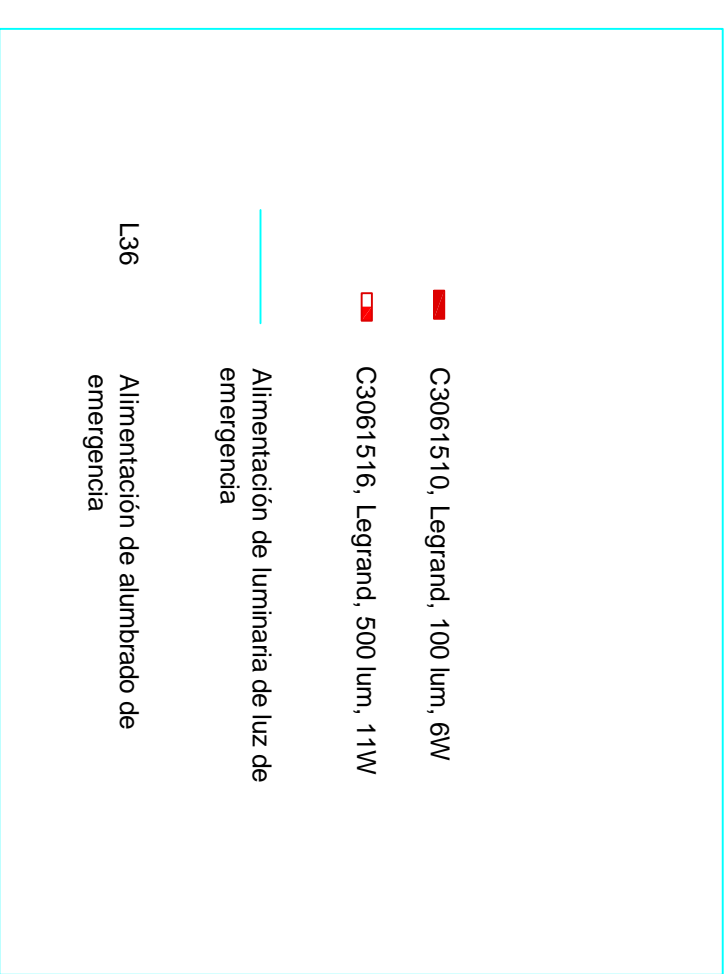 C3061510, Legrand, 100 lum, 6W
C3061516, Legrand, 500 lum, 11W
Alimentación de luminaria de luz de
emergencia
L36 Alimentación de alumbrado de
emergencia